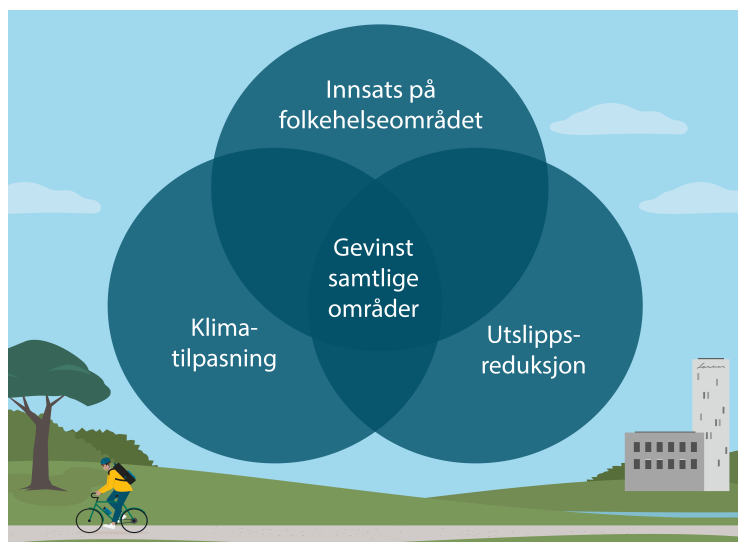 Innsats på
folkehelseområdet
Gevinst
samtlige
områder
Klima-
tilpasning
Utslipps-
reduksjon